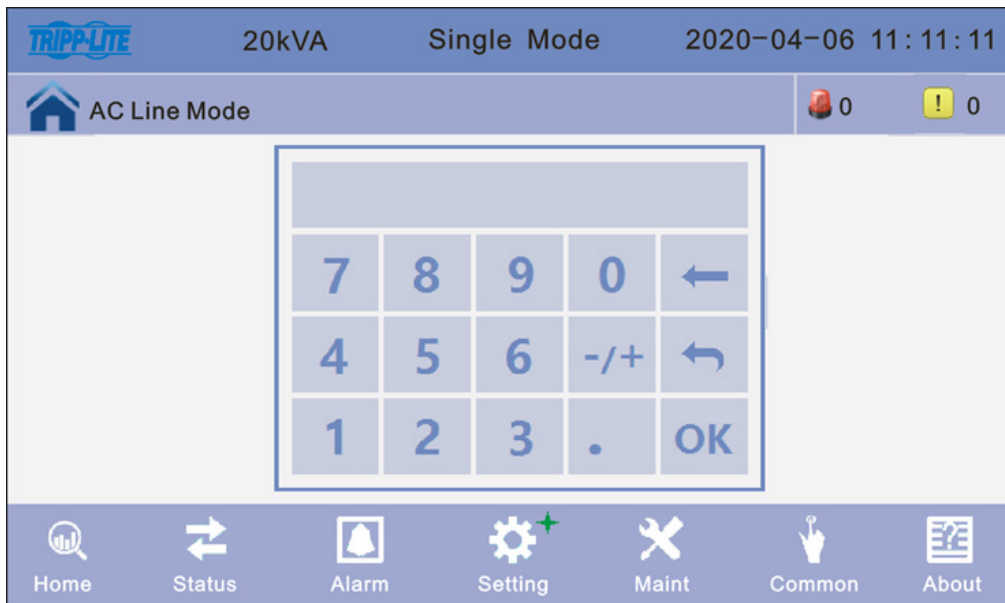 TRIPP·LITE 20kVA Single Mode 2020-04-06 11:11:11
AC Line Mode 0 ! 0
7 8 9 0 ←
4 5 6 -/+
1 2 3 . OK
Home Status Alarm Setting Maint Common About